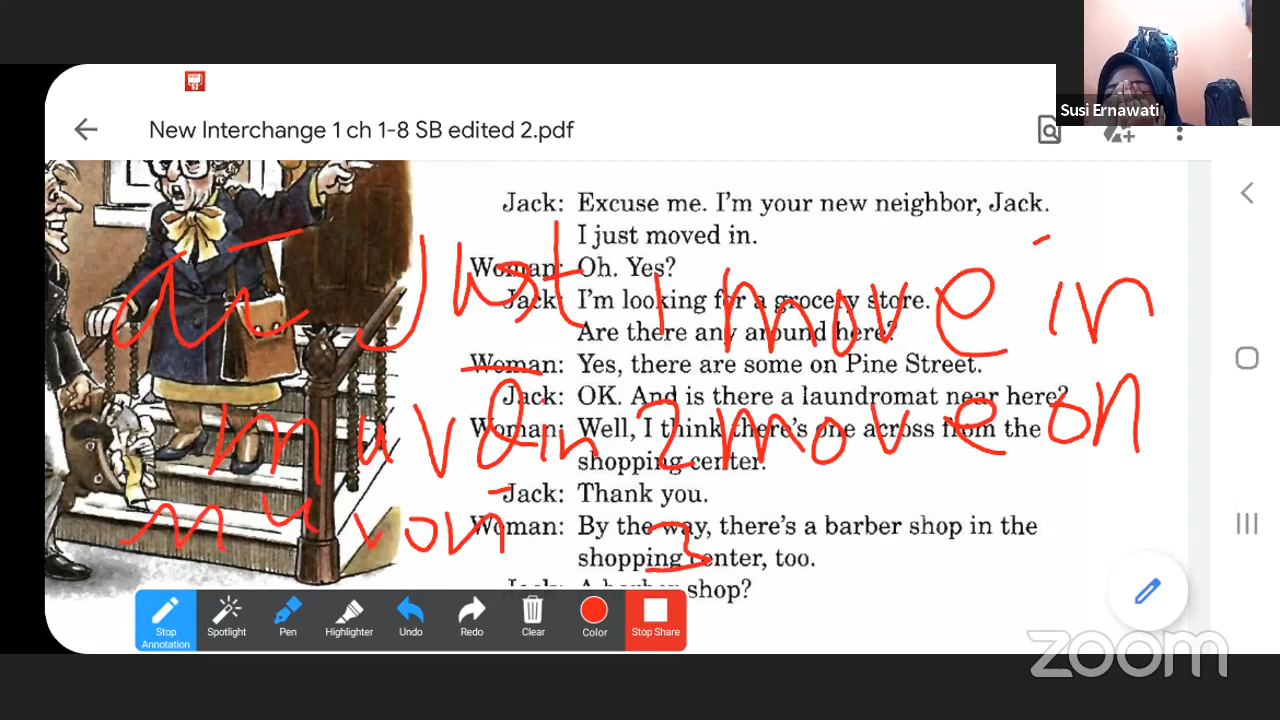 Susi Ernawati
New Interchange 1 ch 1-8 SB edited 2.pdf
Jack: Excuse me. I'm your new neighbor, Jack.
I just moved in.
Woman: Oh. Yes?
Jack: I'm looking for a grocery store.
Are there any around here?
Woman: Yes, there are some on Pine Street.
Jack: OK. And is there a laundromat near here?
Woman: Well, I think there's one across from the
shopping center.
Jack: Thank you.
Woman: By the way, there's a barber shop in the
shopping center, too.
Jack: A barber shop?
Just 1 move in
2 move on
3
Stop Annotation
Spotlight
Pen
Highlighter
Undo
Redo
Clear
Color
Stop Share
zoom